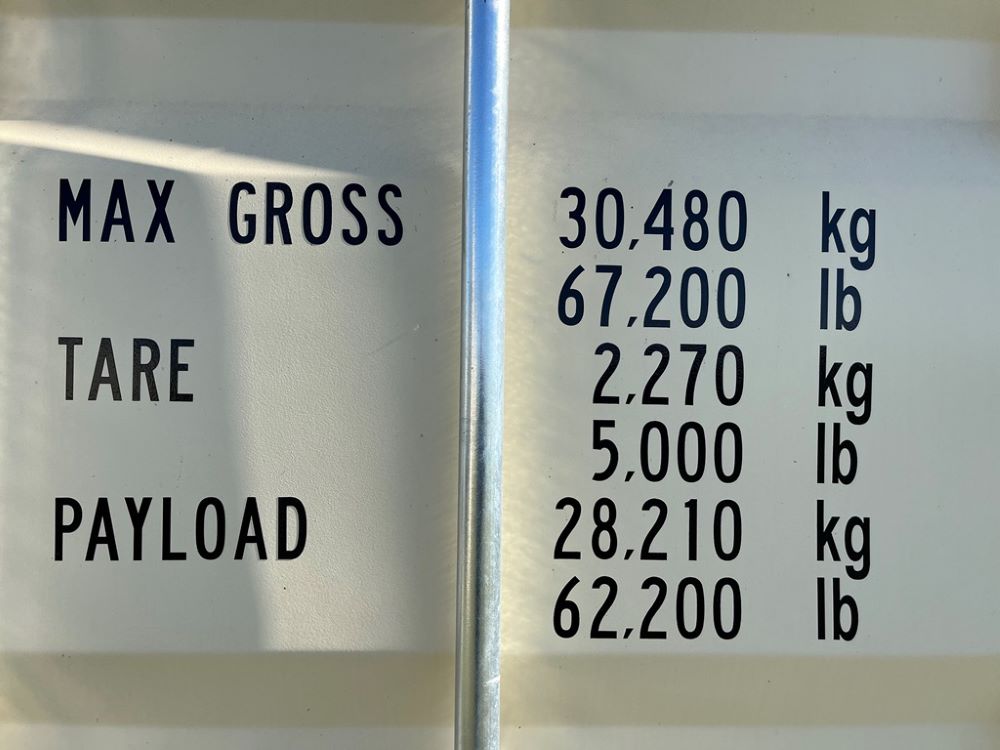 MAX GROSS 30,480 kg
67,200 lb
TARE 2,270 kg
5,000 lb
PAYLOAD 28,210 kg
62,200 lb